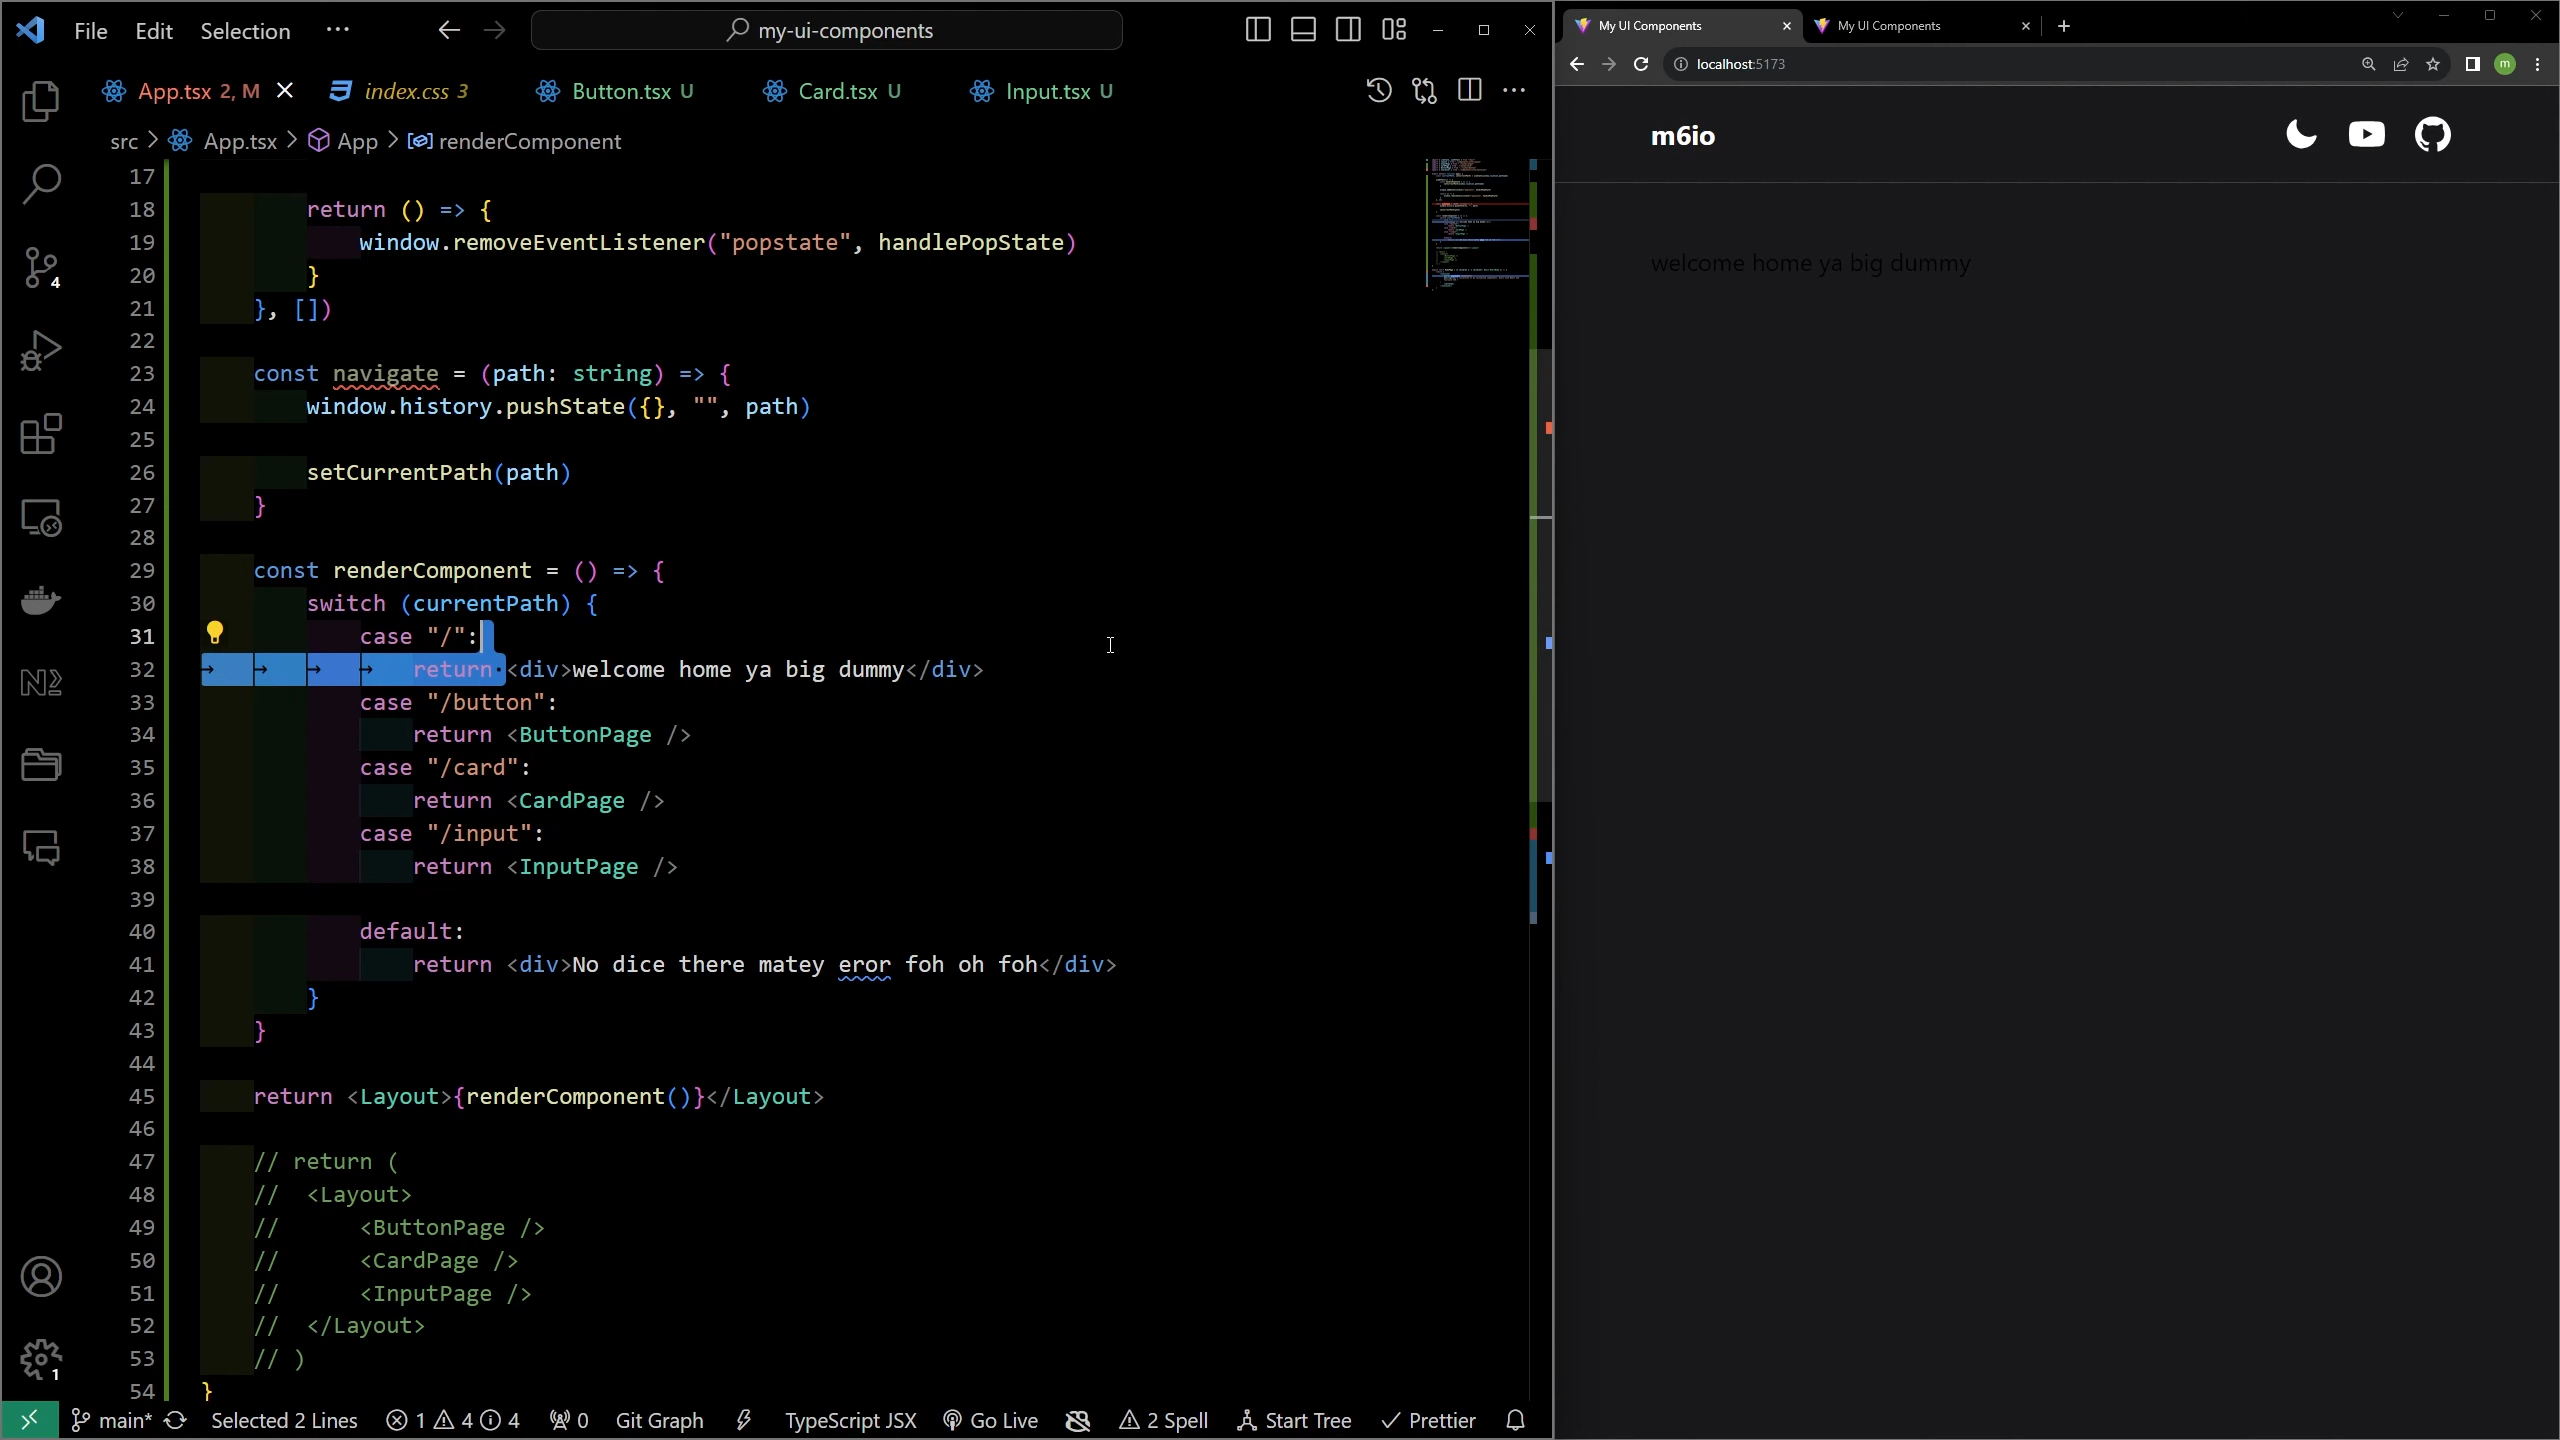 File Edit Selection ··· my-ui-components
App.tsx 2, M index.css 3 Button.tsx U Card.tsx U Input.tsx U
src > App.tsx > App > renderComponent
17
18 return () => {
19 window.removeEventListener("popstate", handlePopState)
20 }
21 }, [])
22
23 const navigate = (path: string) => {
24 window.history.pushState({}, "", path)
25
26 setCurrentPath(path)
27 }
28
29 const renderComponent = () => {
30 switch (currentPath) {
31 case "/":
32 return <div>welcome home ya big dummy</div>
33 case "/button":
34 return <ButtonPage />
35 case "/card":
36 return <CardPage />
37 case "/input":
38 return <InputPage />
39
40 default:
41 return <div>No dice there matey eror foh oh foh</div>
42 }
43 }
44
45 return <Layout>{renderComponent()}</Layout>
46
47 // return (
48 // <Layout>
49 // <ButtonPage />
50 // <CardPage />
51 // <InputPage />
52 // </Layout>
53 // )
54 }
4
1
main* Selected 2 Lines 1 4 4 0 Git Graph TypeScript JSX Go Live 2 Spell Start Tree Prettier
My UI Components My UI Components
localhost:5173
m
m6io
welcome home ya big dummy